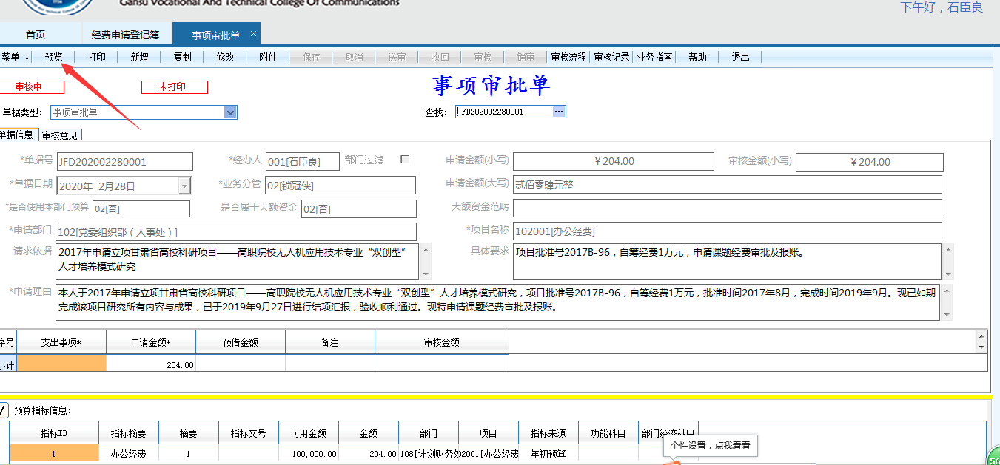 Gansu Vocational And Technical College Of Communications
下午好，石臣良
首页 经费申请登记簿 事项审批单 ×
菜单 预览 打印 新增 复制 修改 附件 保存 取消 送审 收回 审核 销审 审核流程 审核记录 业务指南 帮助 退出
审核中 未打印 事项审批单
单据类型： 事项审批单 查找： JFD202002280001 ...
单据信息 审核意见
*单据号 JFD202002280001 *经办人 001[石臣良] 部门过滤 申请金额(小写) ￥204.00 审核金额(小写) ￥204.00
*单据日期 2020年 2月28日 *业务分管 02[锁冠侠] 申请金额(大写) 贰佰零肆元整
*是否使用本部门预算 02[否] 是否属于大额资金 02[否] 大额资金范畴
*申请部门 102[党委组织部（人事处）] *项目名称 102001[办公经费]
请求依据 2017年申请立项甘肃省高校科研项目——高职院校无人机应用技术专业“双创型”
人才培养模式研究
具体要求 项目批准号2017B-96，自筹经费1万元，申请课题经费审批及报账。
*申请理由 本人于2017年申请立项甘肃省高校科研项目——高职院校无人机应用技术专业“双创型”人才培养模式研究，项目批准号2017B-96，自筹经费1万元，批准时间2017年8月，完成时间2019年9月。现已如期
完成该项目研究所有内容与成果，已于2019年9月27日进行结项汇报，验收顺利通过。现特申请课题经费审批及报账。
序号 支出事项* 申请金额* 预借金额 备注 审核金额
小计 204.00
预算指标信息：
指标ID 指标摘要 摘要 指标文号 可用金额 金额 部门 项目 指标来源 功能科目 部门经济科目
1 办公经费 1 100,000.00 204.00 108[计划财务处 02001[办公经费 年初预算
个性设置，点我看看
56